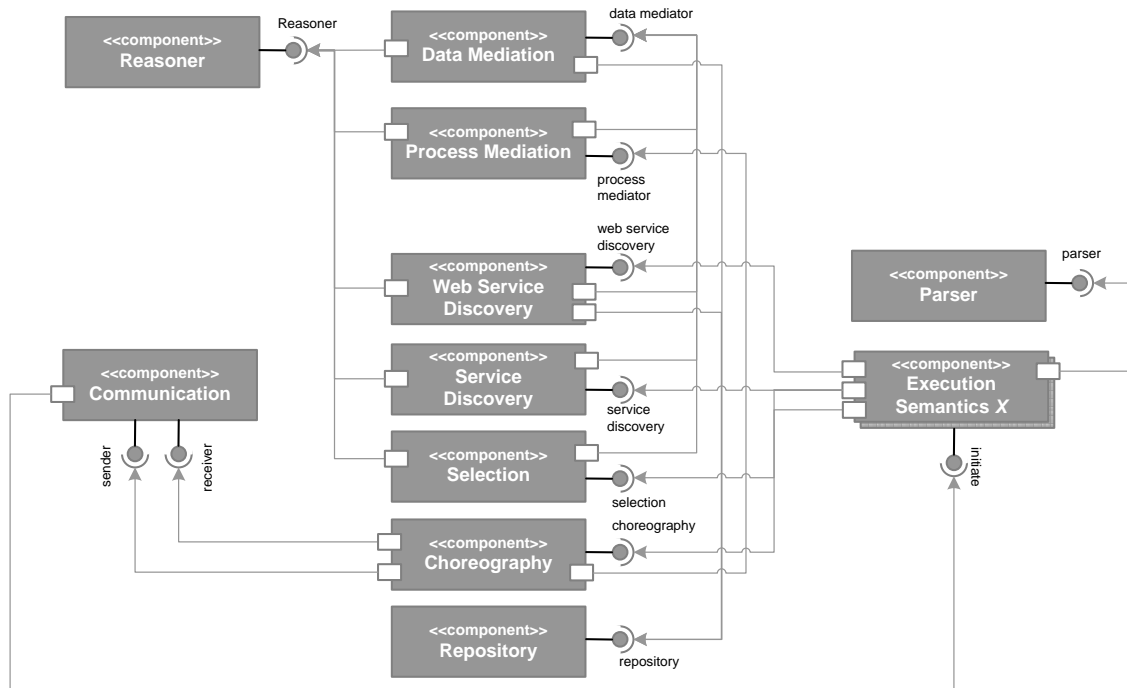 Reasoner
<<component>>
Reasoner
<<component>>
Data Mediation
data mediator
<<component>>
Process Mediation
process
mediator
web service
discovery
<<component>>
Web Service
Discovery
<<component>>
Parser
parser
<<component>>
Communication
sender
receiver
<<component>>
Service
Discovery
service
discovery
<<component>>
Execution
Semantics X
initiate
<<component>>
Selection
selection
<<component>>
Choreography
choreography
<<component>>
Repository
repository